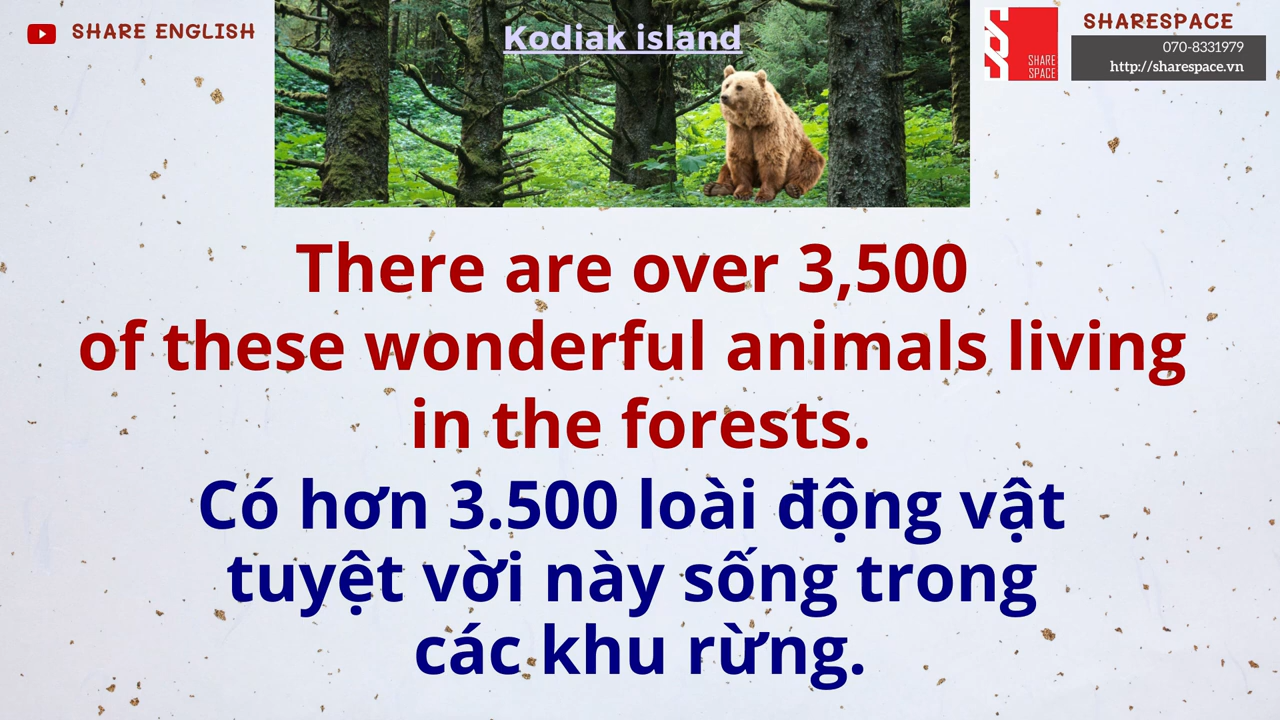 SHARE ENGLISH
Kodiak island
SHARESPACE
070-8331979
http://sharespace.vn
SHARE
SPACE
There are over 3,500
of these wonderful animals living
in the forests.
Có hơn 3.500 loài động vật
tuyệt vời này sống trong
các khu rừng.